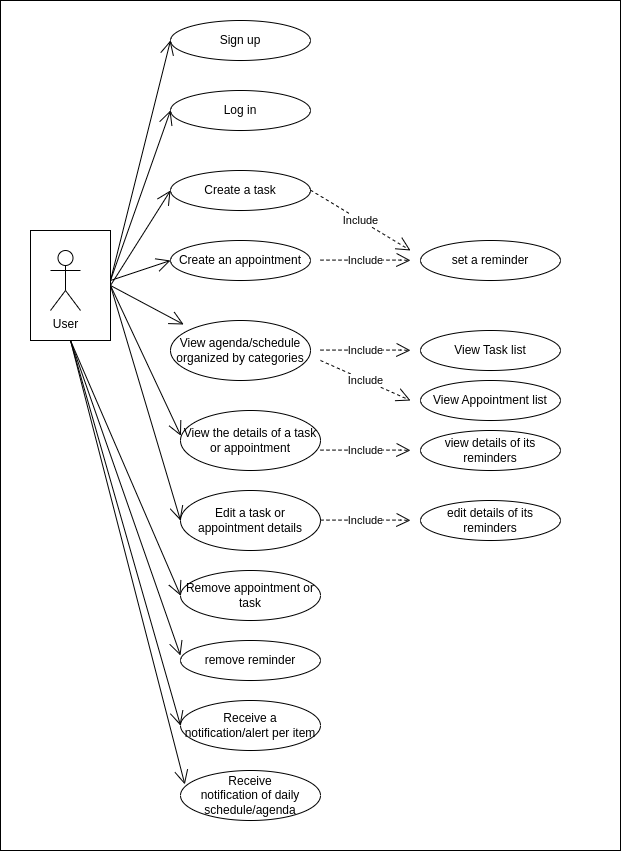 Sign up
Log in
Create a task
Include
Create an appointment
Include
set a reminder
User
View agenda/schedule
organized by categories.
Include
View Task list
Include
View Appointment list
View the details of a task
or appointment
Include
view details of its
reminders
Edit a task or
appointment details
Include
edit details of its
reminders
Remove appointment or
task
remove reminder
Receive a
notification/alert per item
Receive
notification of daily
schedule/agenda